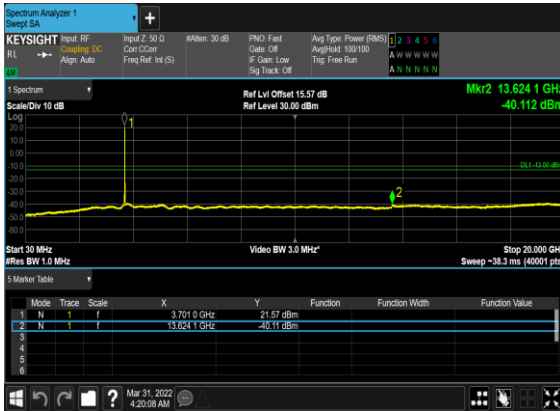 Spectrum Analyzer 1
Swept SA
+
KEYSIGHT Input: RF Input Z: 50 Ω #Atten: 30 dB PNO: Fast Avg Type: Power (RMS) 1 2 3 4 5 6
RL Coupling: DC Corr CCorr Gate: Off Avg|Hold: 100/100 A W W W W W
Align: Auto Freq Ref: Int (S) IF Gain: Low Trig: Free Run
Sig Track: Off A N N N N N
1 Spectrum Ref Lvl Offset 15.57 dB Mkr2 13.624 1 GHz
Scale/Div 10 dB Ref Level 30.00 dBm -40.112 dBm
Log
1
20.0
10.0
0.00
-10.0
DL1 -13.00 dBm
-20.0
-30.0
2
-40.0
-50.0
-60.0
Start 30 MHz Video BW 3.0 MHz* Stop 20.000 GHz
#Res BW 1.0 MHz Sweep ~38.3 ms (40001 pts)
5 Marker Table
Mode Trace Scale X Y Function Function Width Function Value
1 N 1 f 3.701 0 GHz 21.57 dBm
2 N 1 f 13.624 1 GHz -40.11 dBm
3
4
5
6
? Mar 31, 2022
4:20:08 AM